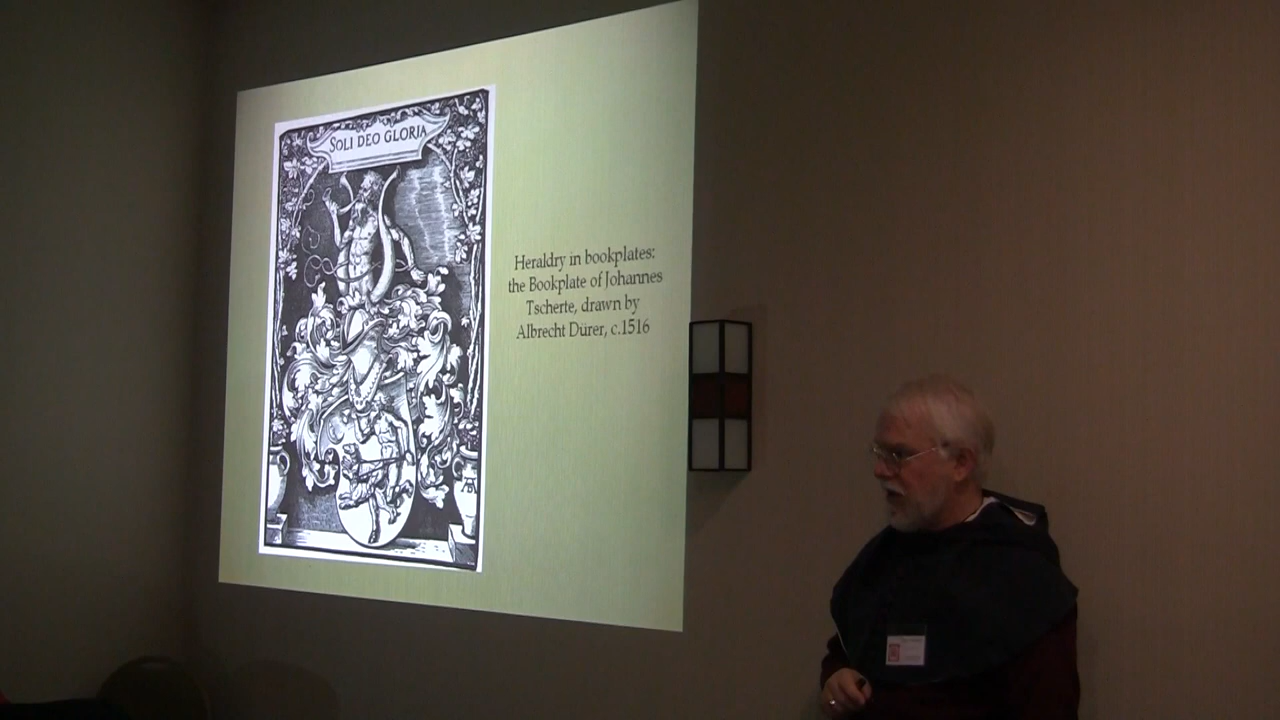 SOLI DEO GLORIA
Heraldry in bookplates:
the Bookplate of Johannes
Tscherte, drawn by
Albrecht Dürer, c.1516